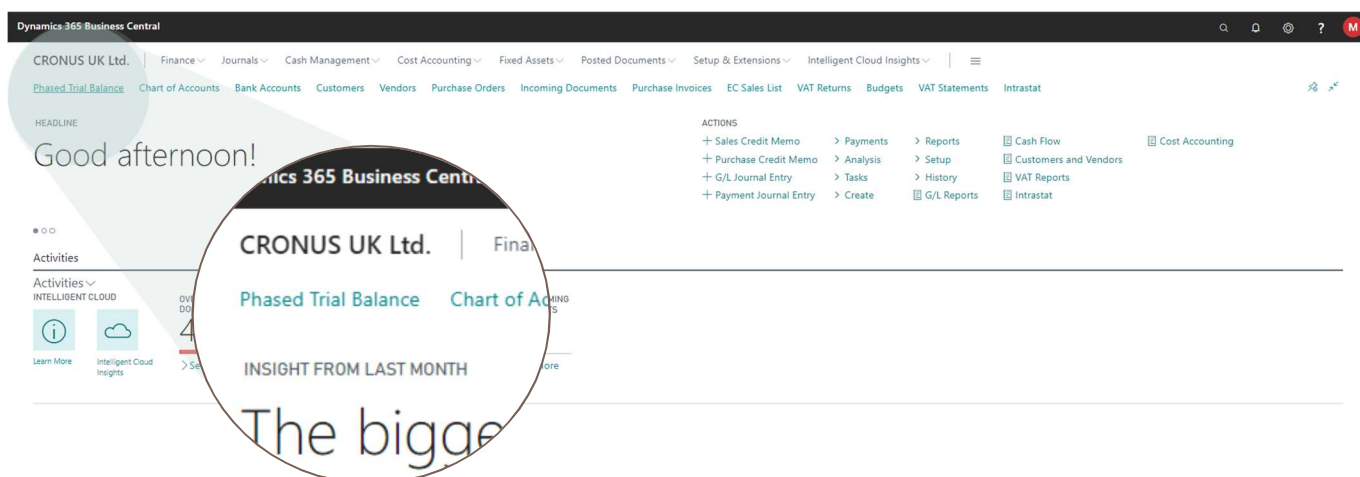 Dynamics 365 Business Central
M
CRONUS UK Ltd. Finance Journals Cash Management Cost Accounting Fixed Assets Posted Documents Setup & Extensions Intelligent Cloud Insights
Phased Trial Balance Chart of Accounts Bank Accounts Customers Vendors Purchase Orders Incoming Documents Purchase Invoices EC Sales List VAT Returns Budgets VAT Statements Intrastat
HEADLINE
Good afternoon!
ACTIONS
+ Sales Credit Memo > Payments > Reports Cash Flow Cost Accounting
+ Purchase Credit Memo > Analysis > Setup Customers and Vendors
+ G/L Journal Entry > Tasks > History VAT Reports
+ Payment Journal Entry > Create G/L Reports Intrastat
Activities
Activities
INTELLIGENT CLOUD
Learn More
Intelligent Cloud
Insights
365 Business
CRONUS UK Ltd.
Phased Trial Balance Chart of
INSIGHT FROM LAST MONTH
The